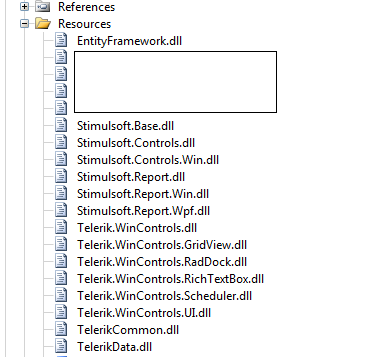 References
Resources
EntityFramework.dll
Stimulsoft.Base.dll
Stimulsoft.Controls.dll
Stimulsoft.Controls.Win.dll
Stimulsoft.Report.dll
Stimulsoft.Report.Win.dll
Stimulsoft.Report.Wpf.dll
Telerik.WinControls.dll
Telerik.WinControls.GridView.dll
Telerik.WinControls.RadDock.dll
Telerik.WinControls.RichTextBox.dll
Telerik.WinControls.Scheduler.dll
Telerik.WinControls.UI.dll
TelerikCommon.dll
TelerikData.dll